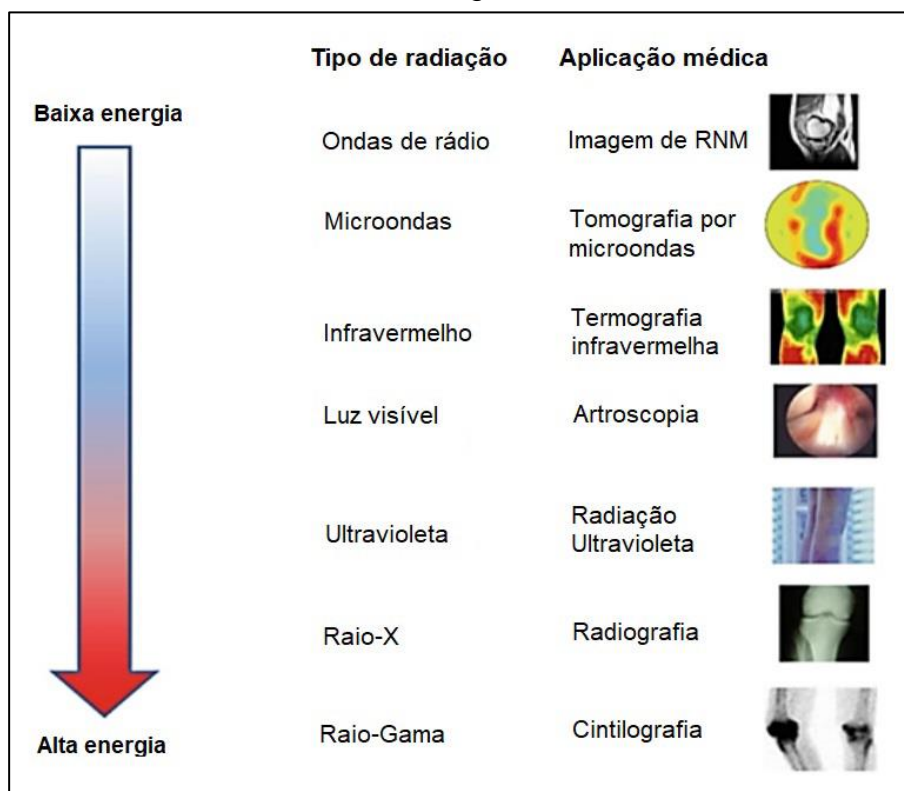 Tipo de radiação Aplicação médica
Baixa energia
Ondas de rádio Imagem de RNM
Microondas Tomografia por
microondas
Infravermelho Termografia
infravermelha
Luz visível Artroscopia
Ultravioleta Radiação
Ultravioleta
Raio-X Radiografia
Raio-Gama Cintilografia
Alta energia